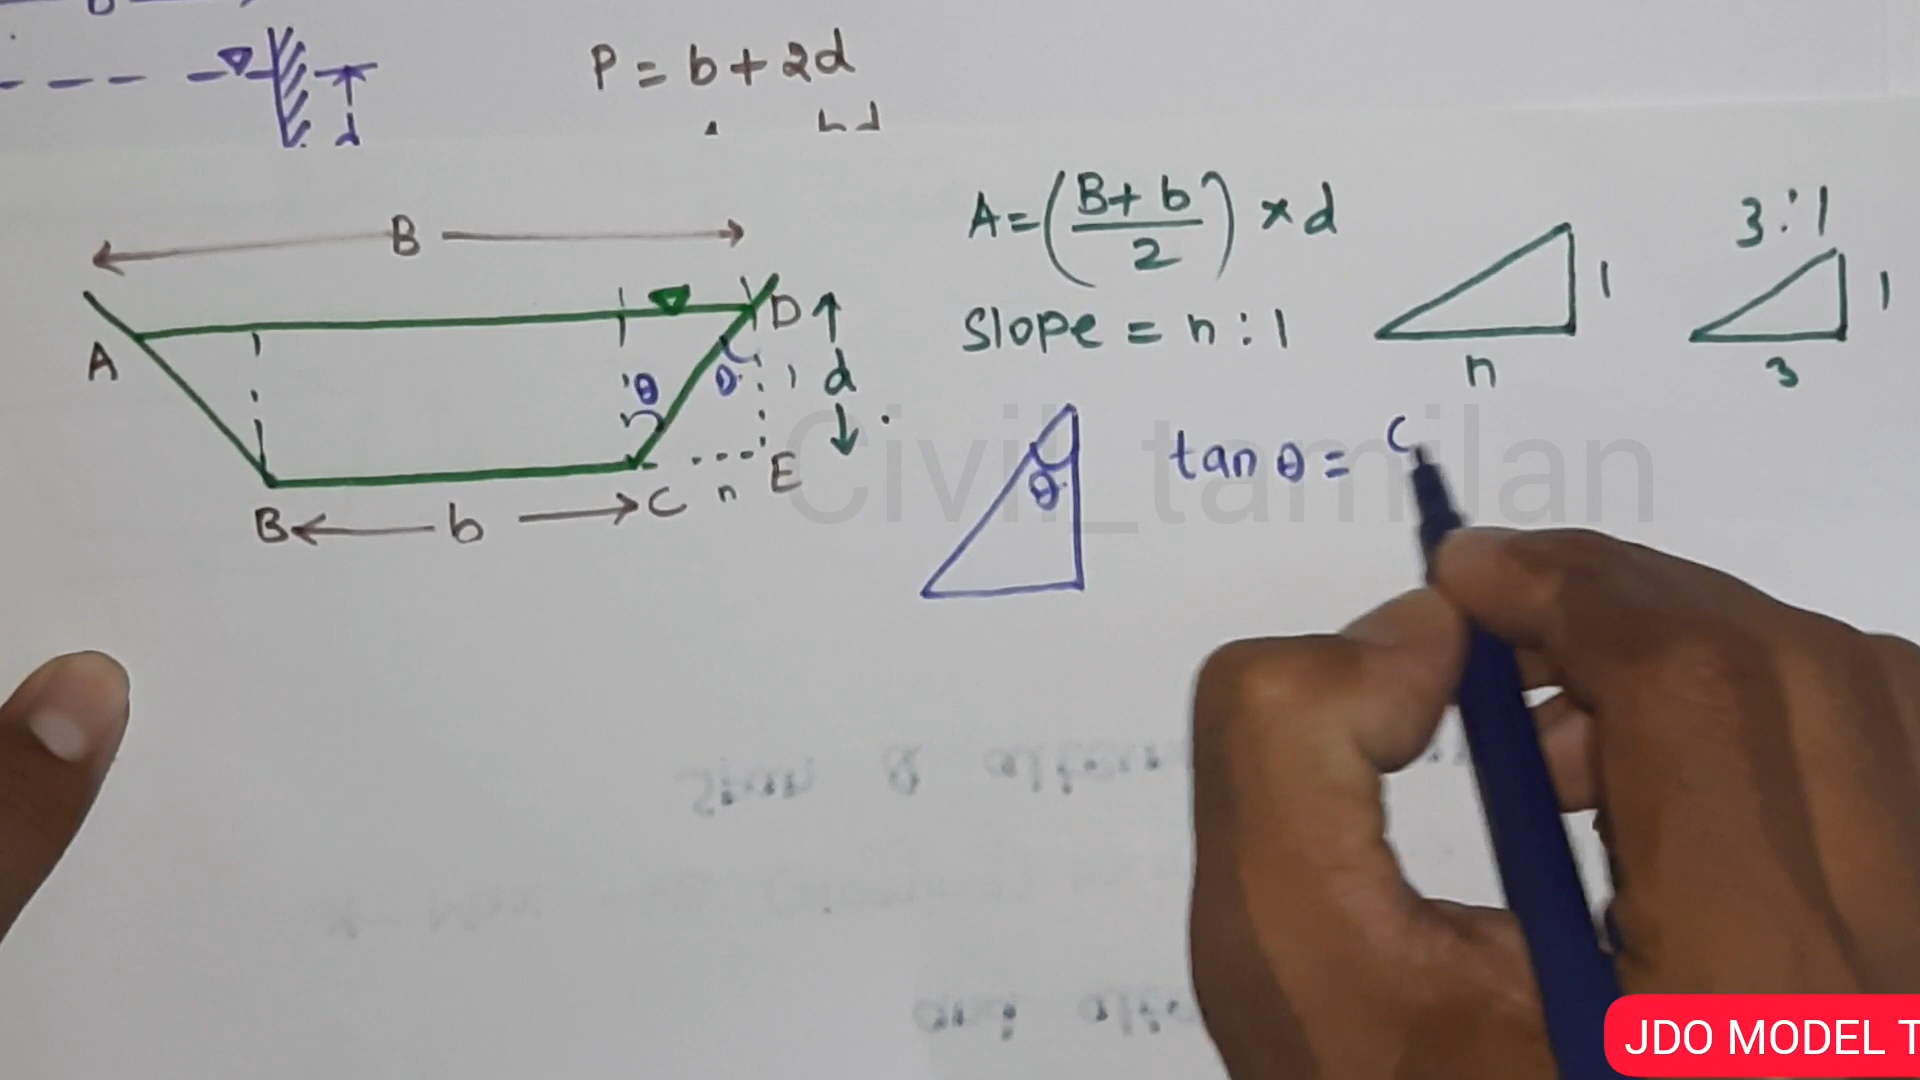 P = b + 2d
d
B
A = (B + b / 2) × d
3:1
A
D
d
Slope = n : 1
1
1
n
3
θ
θ
1
B
b
C
n
E
θ
tan θ = C
Civil_tamilan
JDO MODEL T